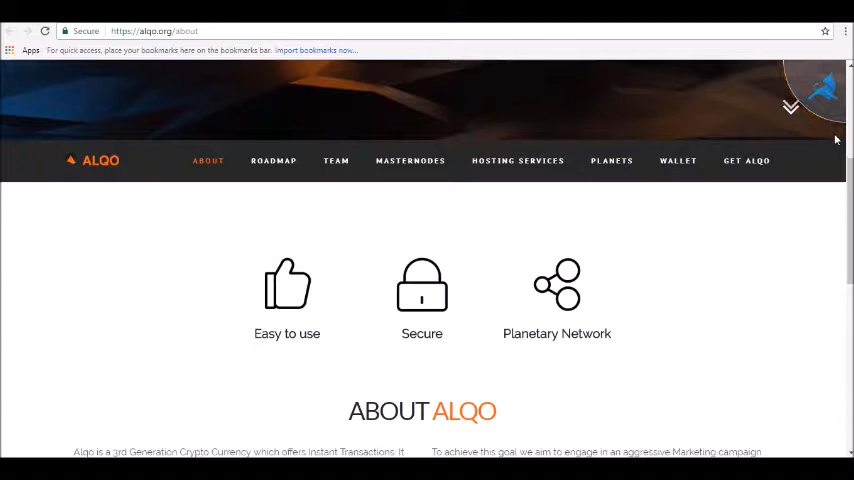 Secure https://alqo.org/about
Apps For quick access, place your bookmarks here on the bookmarks bar. Import bookmarks now...
ALQO ABOUT ROADMAP TEAM MASTERNODES HOSTING SERVICES PLANETS WALLET GET ALQO
Easy to use Secure Planetary Network
ABOUT ALQO
Alqo is a 3rd Generation Crypto Currency which offers Instant Transactions. It
To achieve this goal we aim to engage in an aggressive Marketing campaign